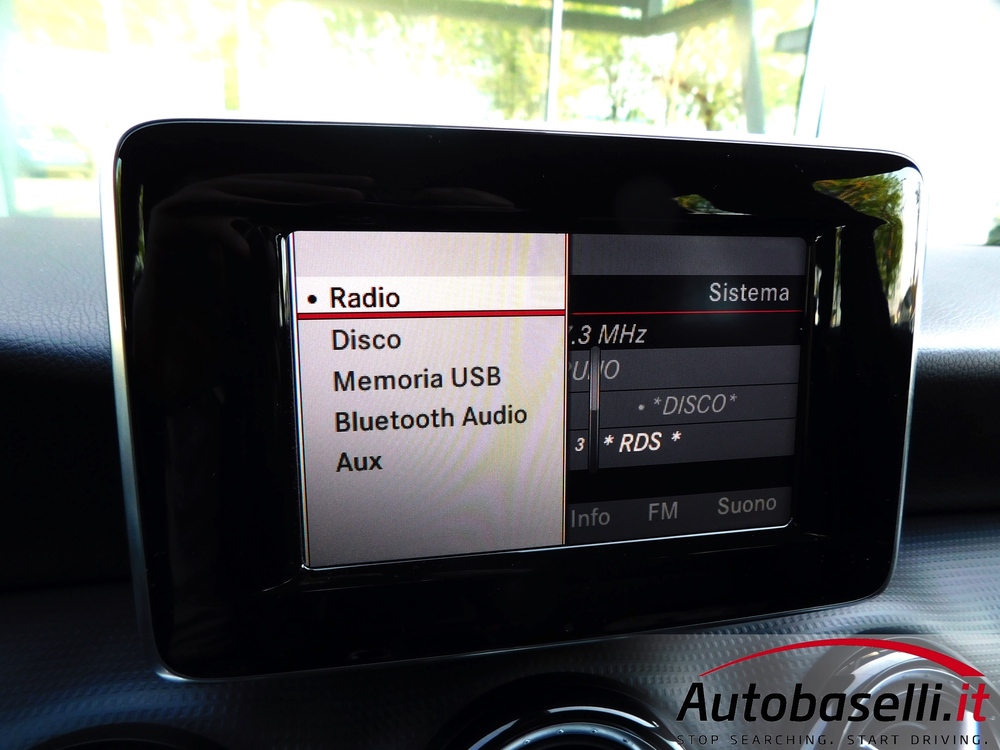 Radio
Disco
Memoria USB
Bluetooth Audio
Aux
Sistema
.3 MHz
*DISCO*
3 * RDS *
Info FM Suono
Autobaselli.it
STOP SEARCHING. START DRIVING.